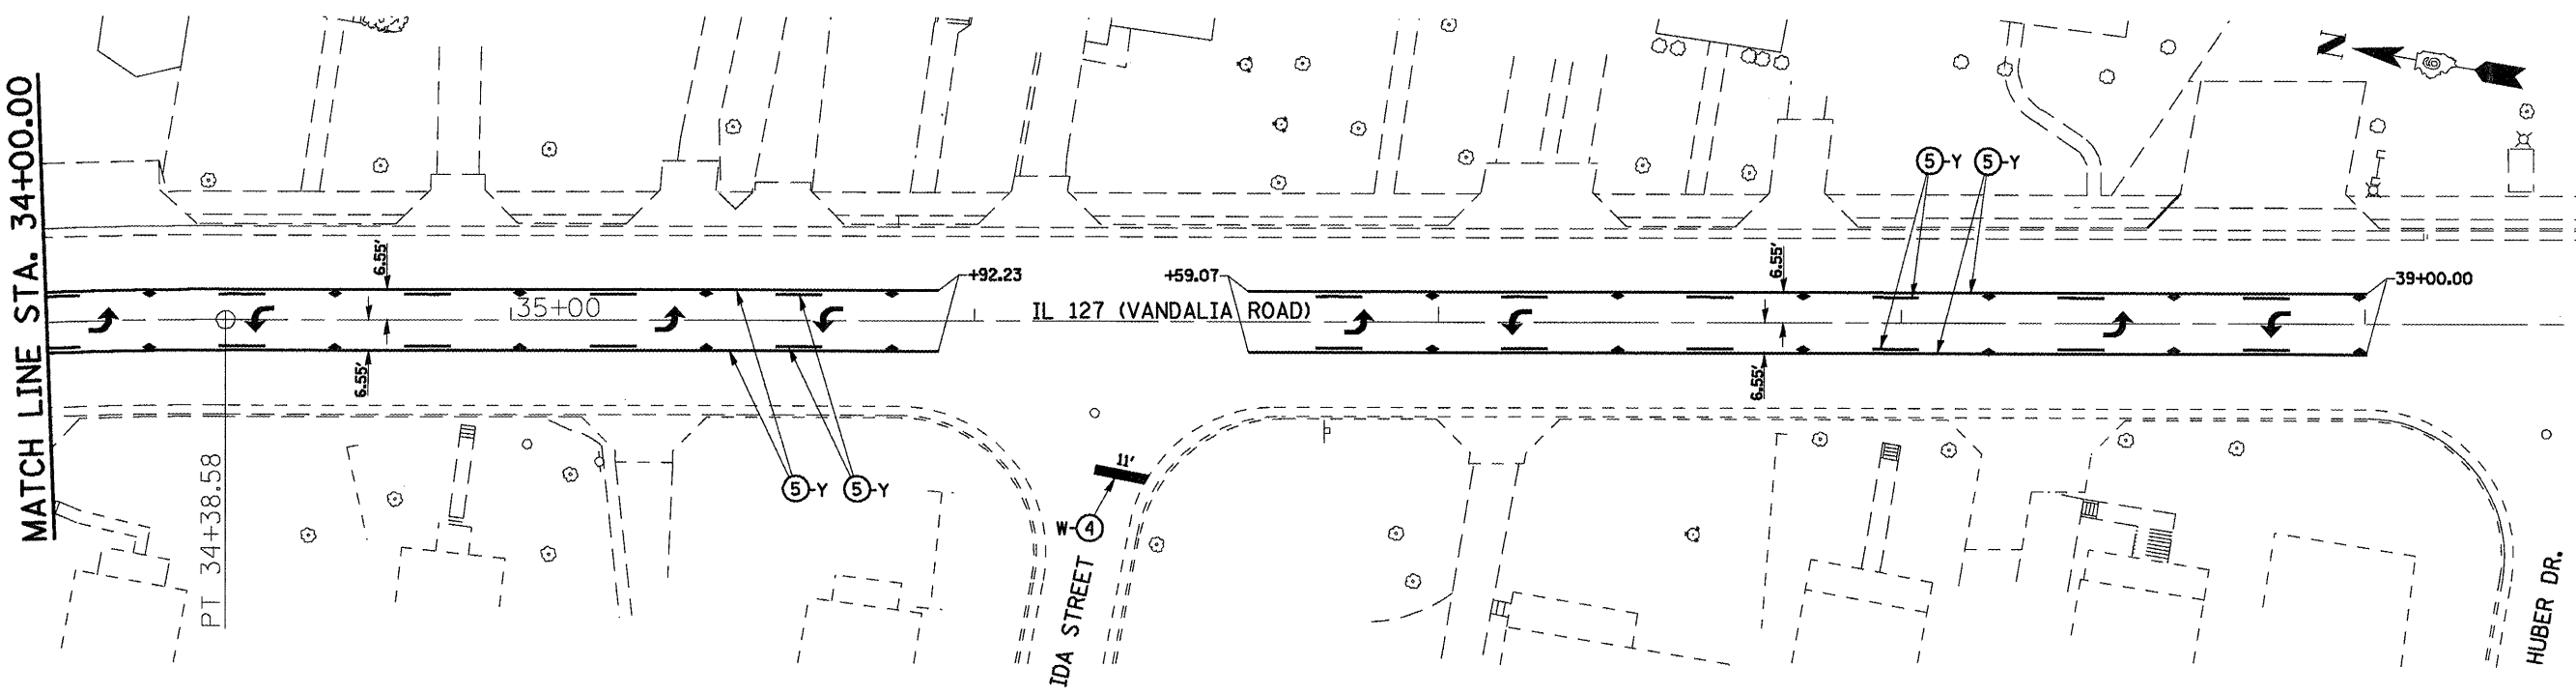 MATCH LINE STA. 34+00.00
N
6.55'
+92.23
+59.07
6.55'
5-Y
5-Y
39+00.00
35+00
IL 127 (VANDALIA ROAD)
6.55'
6.55'
PT 34+38.58
5-Y
5-Y
11'
W-4
IDA STREET
HUBER DR.